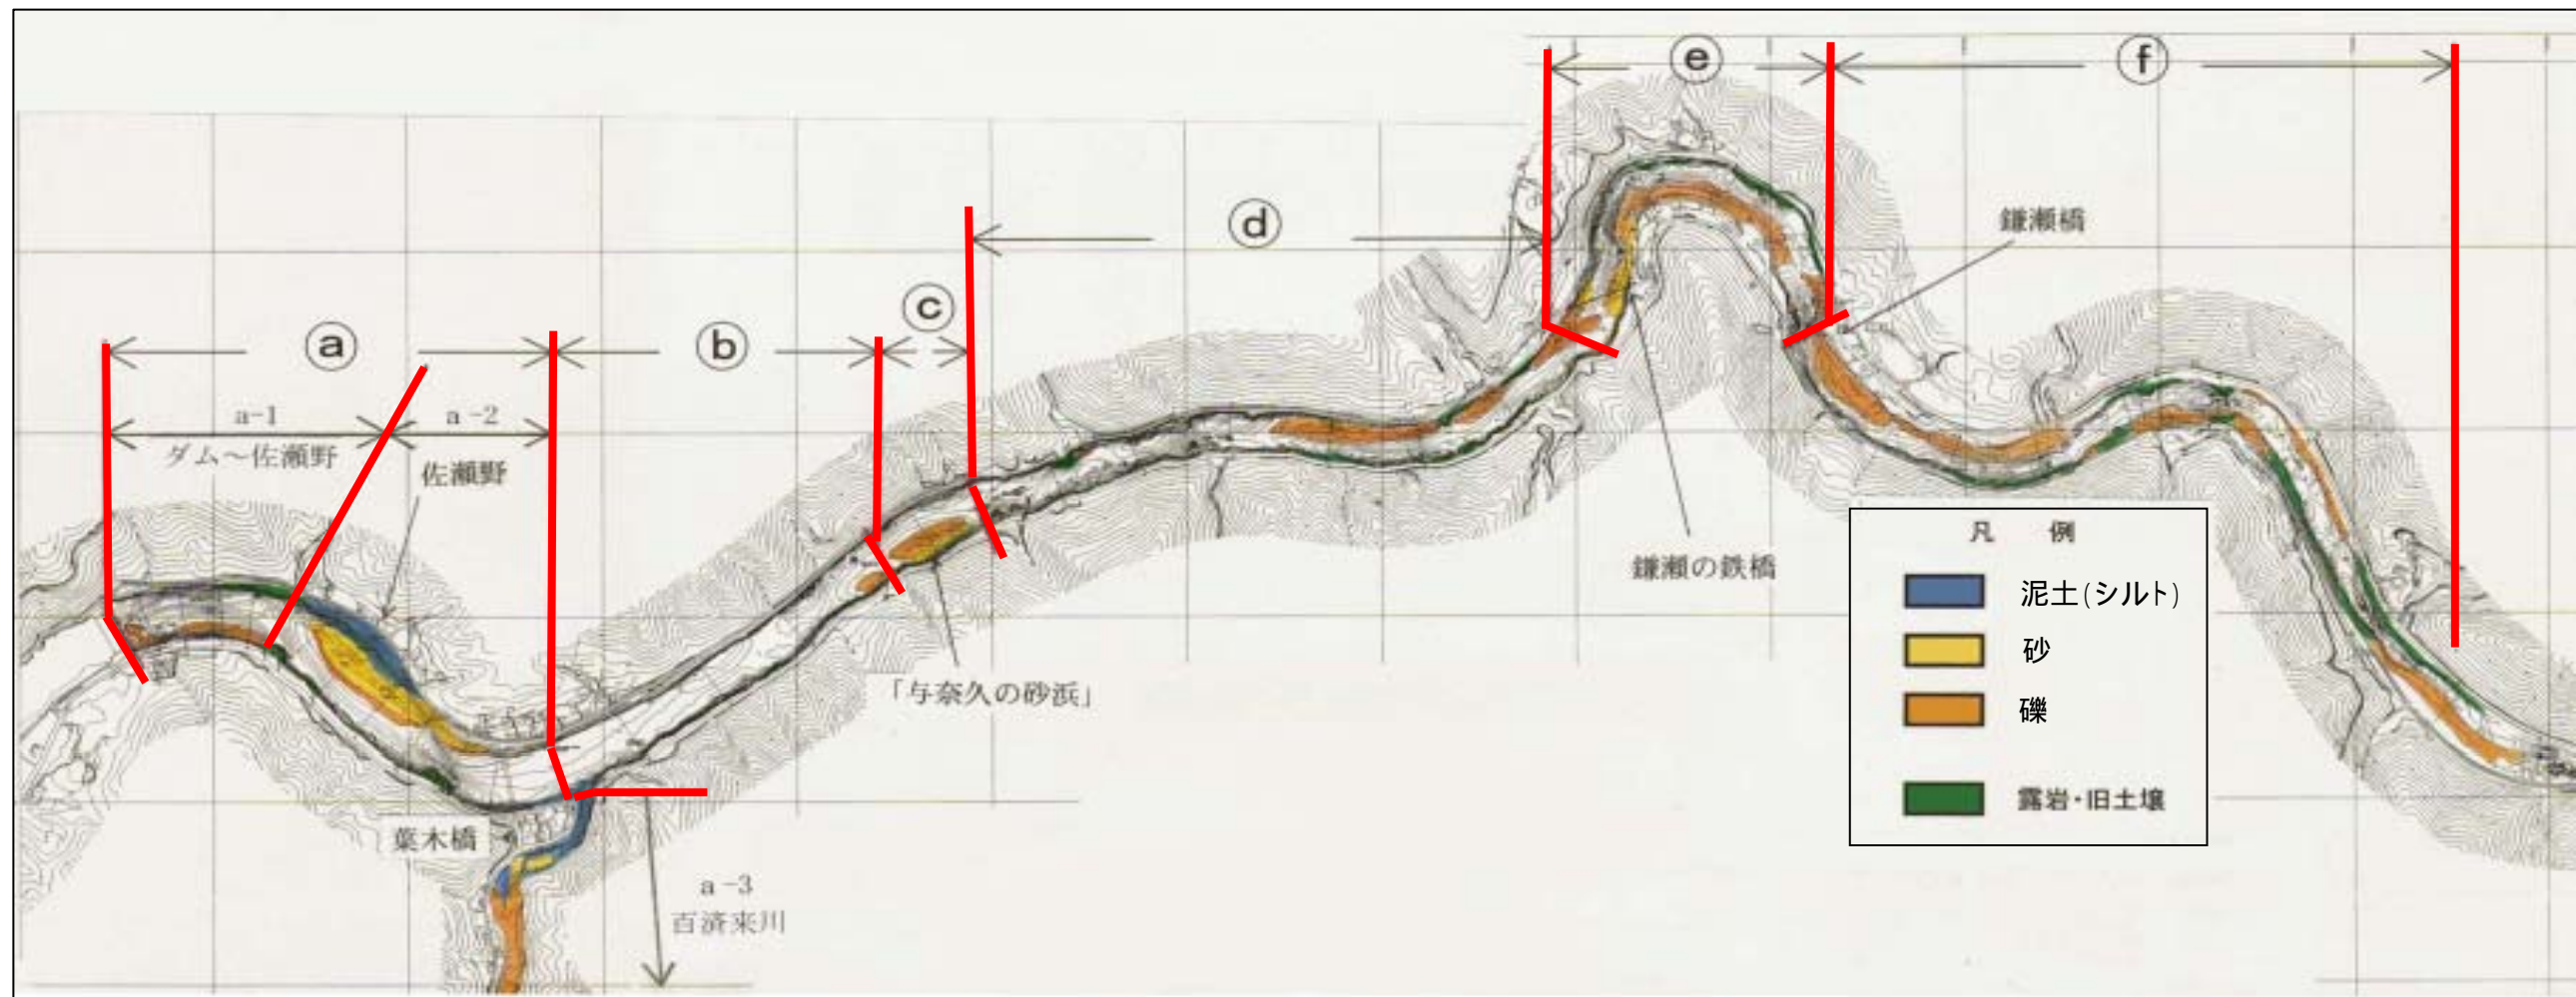 ⓔ
ⓕ
鎌瀬橋
ⓓ
ⓒ
ⓐ
ⓑ
a-1
a-2
ダム~佐瀬野
佐瀬野
凡 例
泥土(シルト)
砂
礫
露岩・旧土壌
鎌瀬の鉄橋
「与奈久の砂浜」
葉木橋
a-3
百済来川